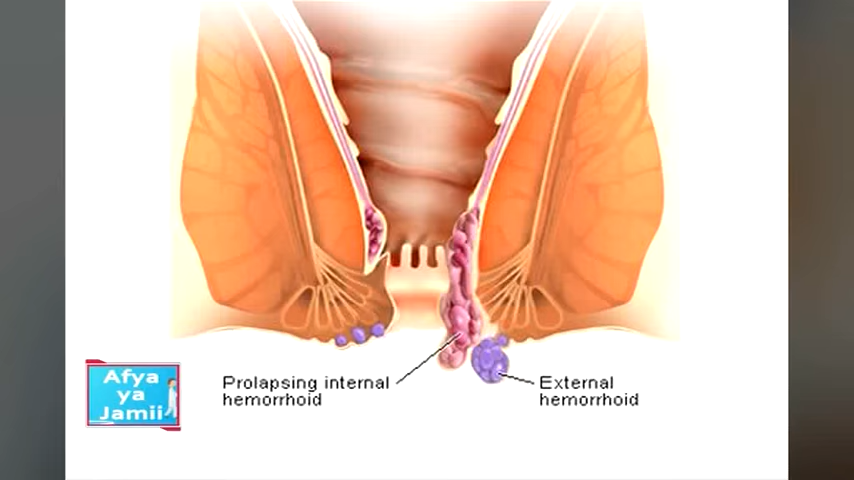 Prolapsing internal
hemorrhoid
External
hemorrhoid
Afya
ya
Jamii